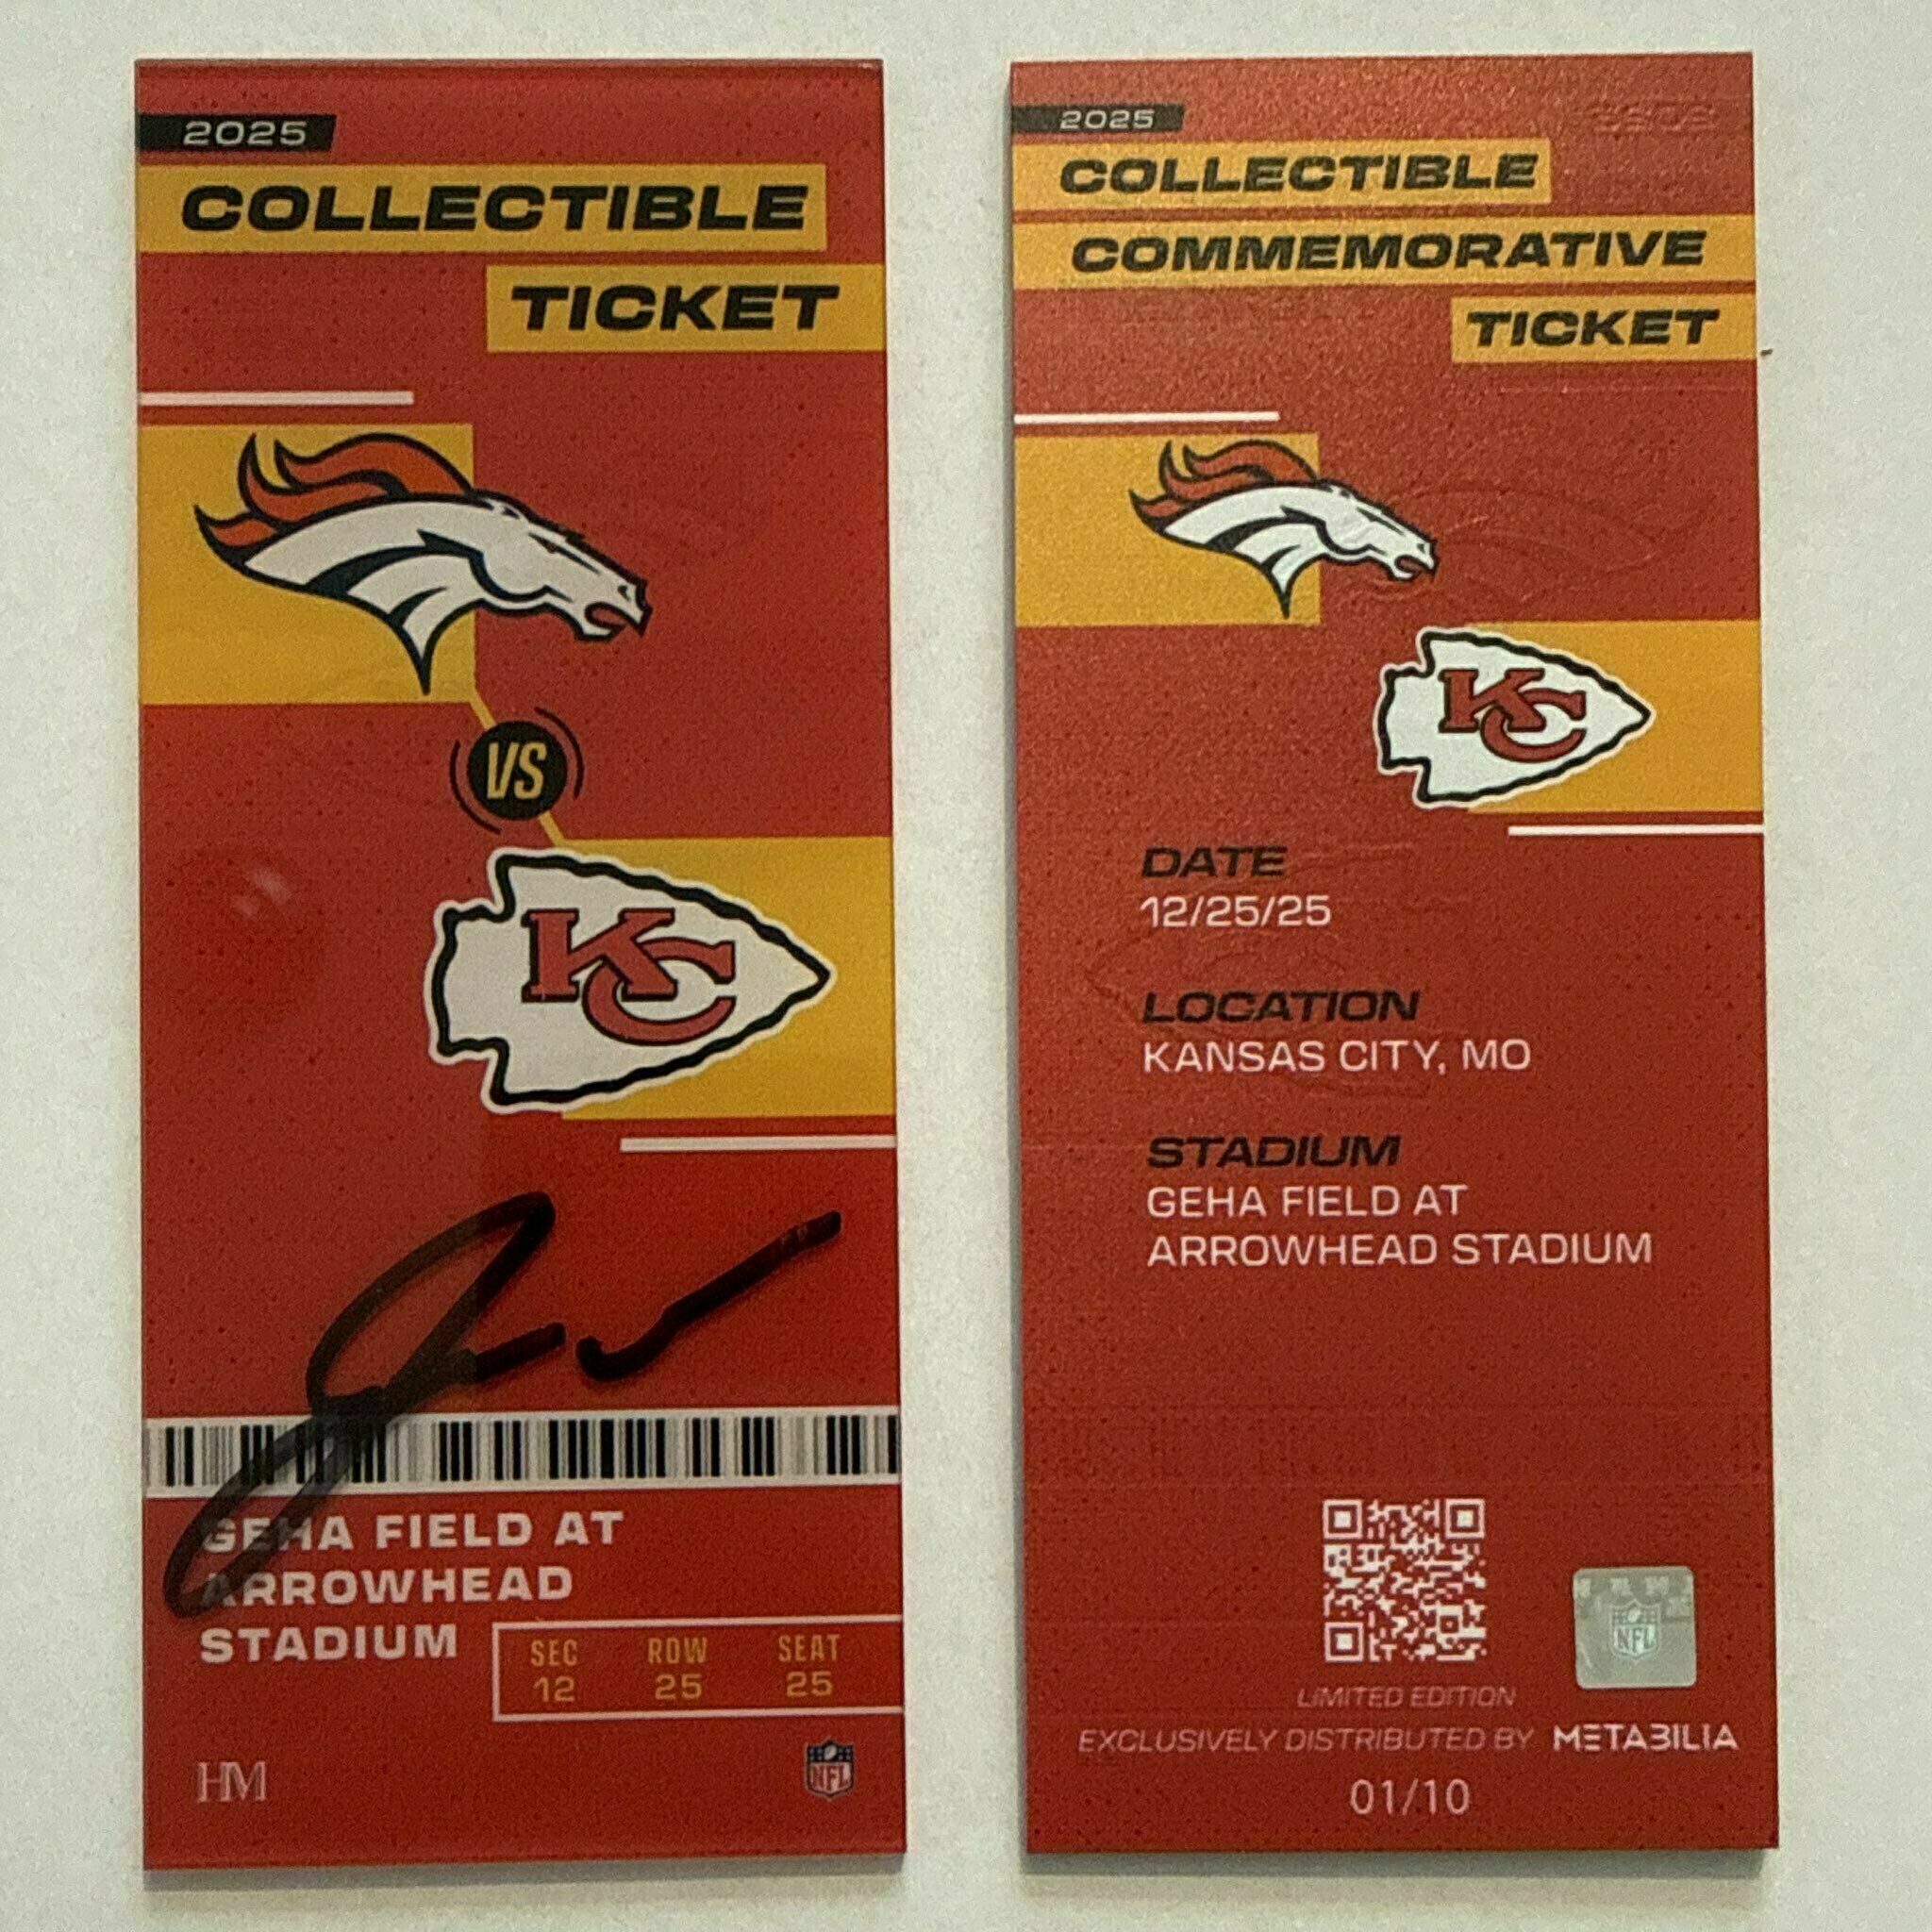 2025
COLLECTIBLE
TICKET
VS
KC
GEHA FIELD AT
ARROWHEAD
STADIUM
SEC ROW SEAT
12 25 25
HM
NFL
2025
COLLECTIBLE
COMMEMORATIVE
TICKET
KC
DATE
12/25/25
LOCATION
KANSAS CITY, MO
STADIUM
GEHA FIELD AT
ARROWHEAD STADIUM
NFL
LIMITED EDITION
EXCLUSIVELY DISTRIBUTED BY METABILIA
01/10